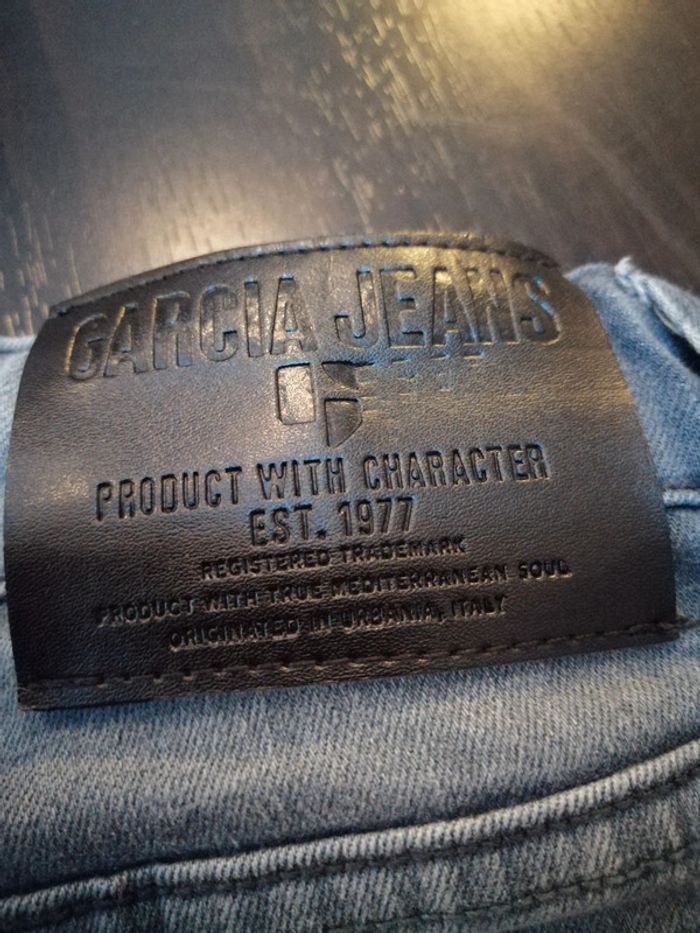 GARCIA JEANS
PRODUCT WITH CHARACTER
EST. 1977
REGISTERED TRADEMARK
PRODUCT WITH TRUE MEDITERRANEAN SOUL
ORIGINATED IN URBANIA, ITALY